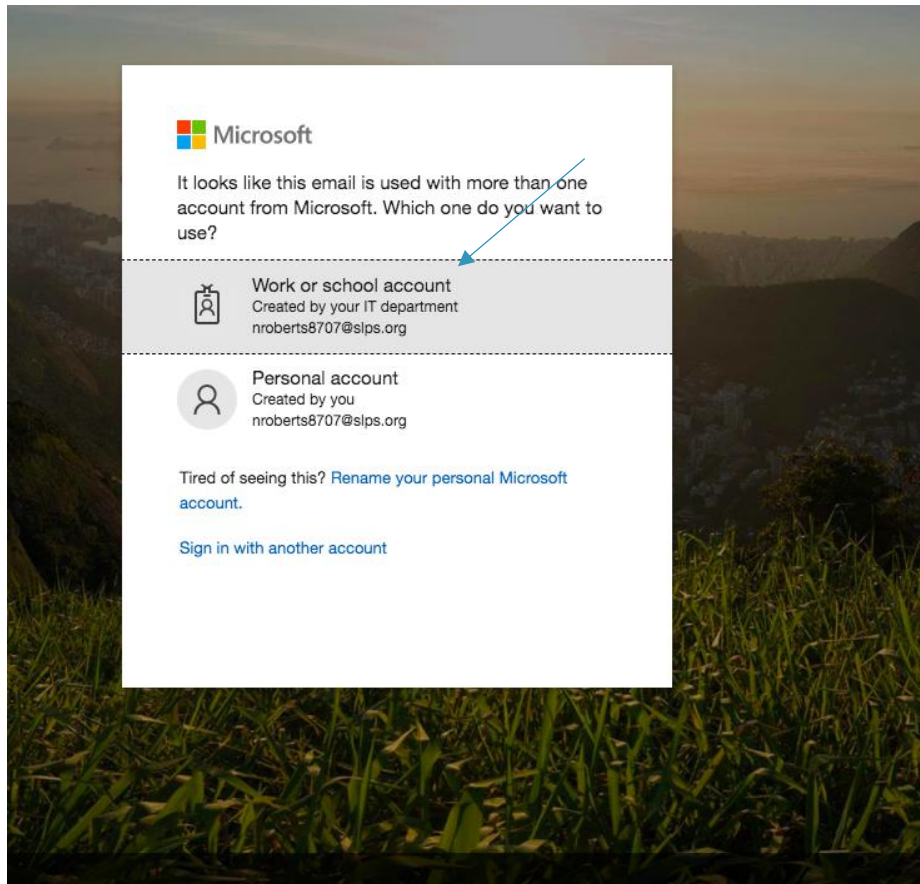 Microsoft
It looks like this email is used with more than one
account from Microsoft. Which one do you want to
use?
Work or school account
Created by your IT department
nroberts8707@slps.org
Personal account
Created by you
nroberts8707@slps.org
Tired of seeing this? Rename your personal Microsoft
account.
Sign in with another account